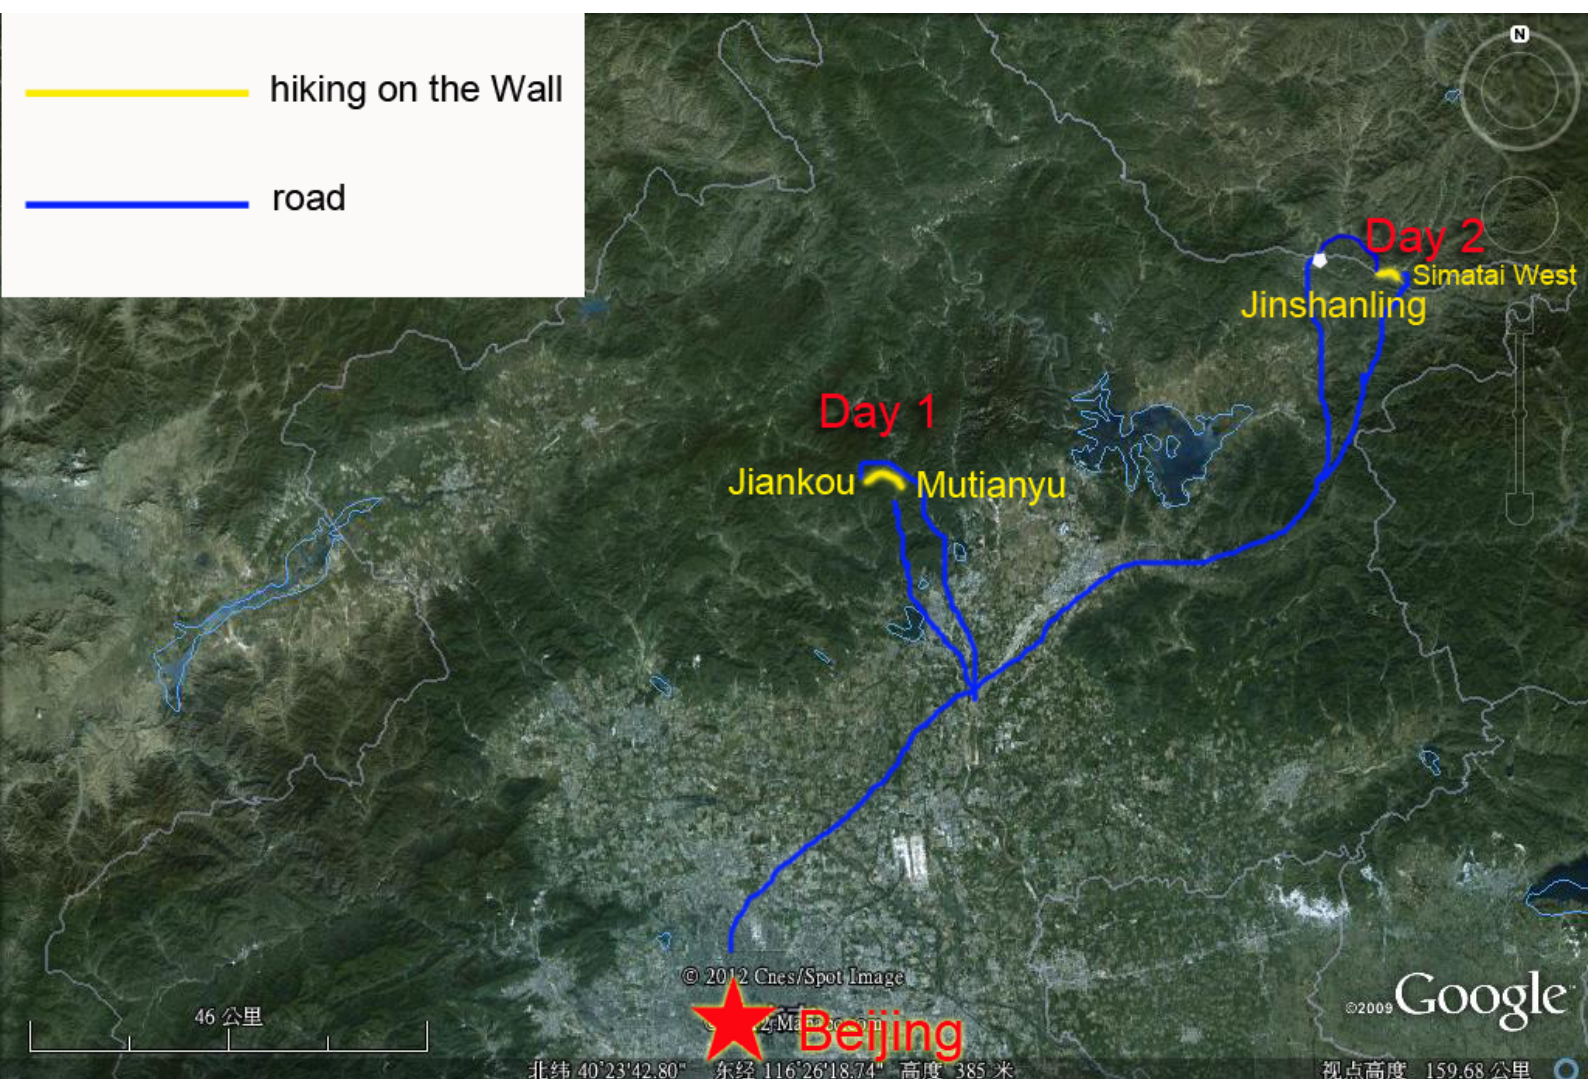 hiking on the Wall
road
N
Day 2
Simatai West
Jinshanling
Day 1
Jiankou
Mutianyu
© 2012 Cnes/Spot Image
46 公里
©2009 Google
Beijing
北纬 40°23'42.80" 东经 116°26'18.74" 高度 385 米
视点高度 159.68 公里